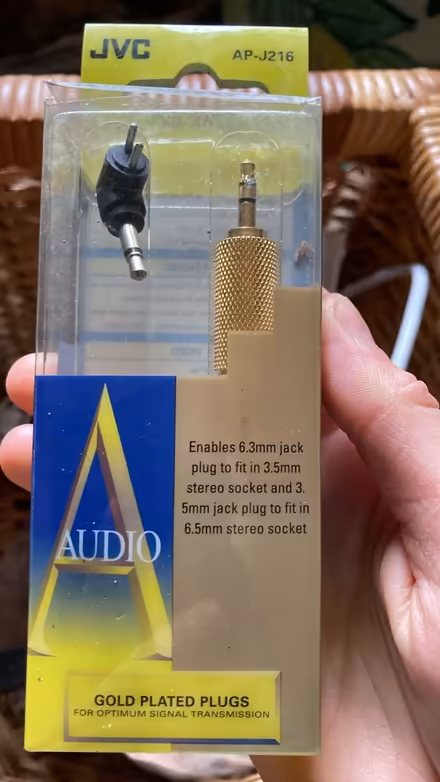 JVC
AP-J216
Enables 6.3mm jack
plug to fit in 3.5mm
stereo socket and 3.
5mm jack plug to fit in
6.5mm stereo socket
AUDIO
GOLD PLATED PLUGS
FOR OPTIMUM SIGNAL TRANSMISSION